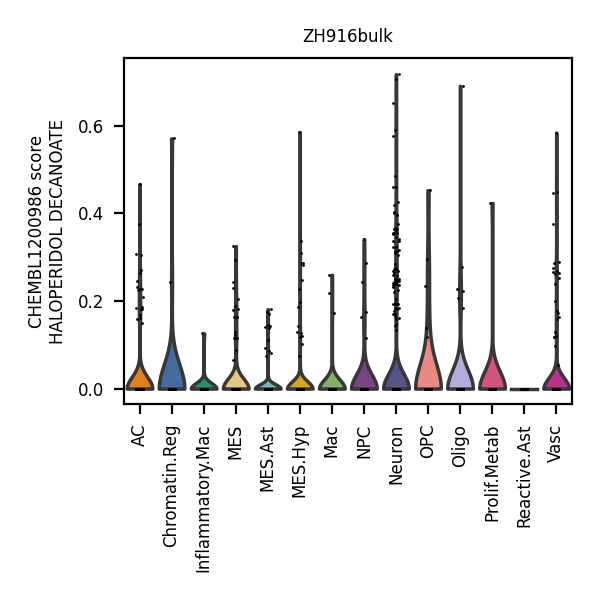 ZH916bulk
CHEMBL1200986 score
HALOPERIDOL DECANOATE
0.6
0.4
0.2
0.0
AC
Chromatin.Reg
Inflammatory.Mac
MES
MES.Ast
MES.Hyp
Mac
NPC
Neuron
OPC
Oligo
Prolif.Metab
Reactive.Ast
Vasc